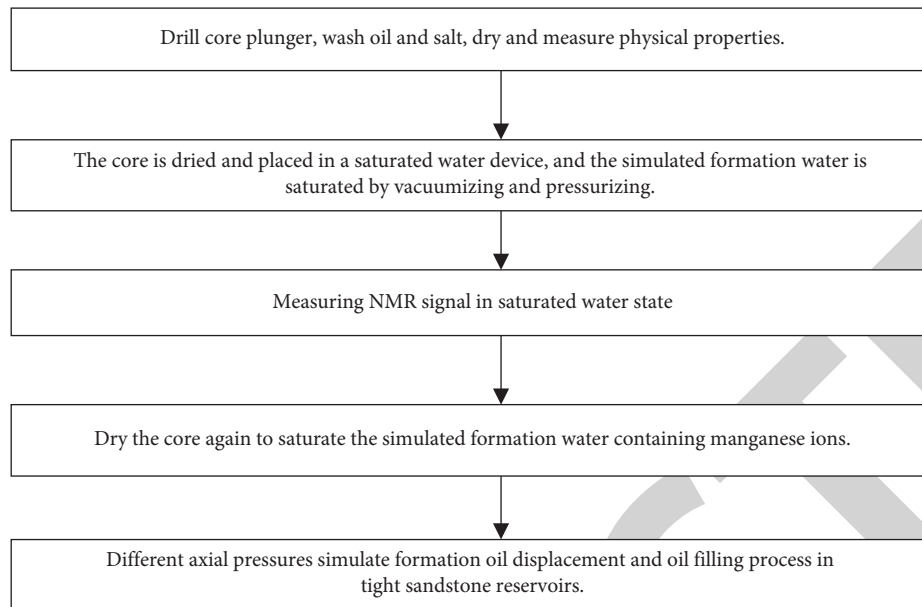 Drill core plunger, wash oil and salt, dry and measure physical properties.
The core is dried and placed in a saturated water device, and the simulated formation water is
saturated by vacuumizing and pressurizing.
Measuring NMR signal in saturated water state
Dry the core again to saturate the simulated formation water containing manganese ions.
Different axial pressures simulate formation oil displacement and oil filling process in
tight sandstone reservoirs.